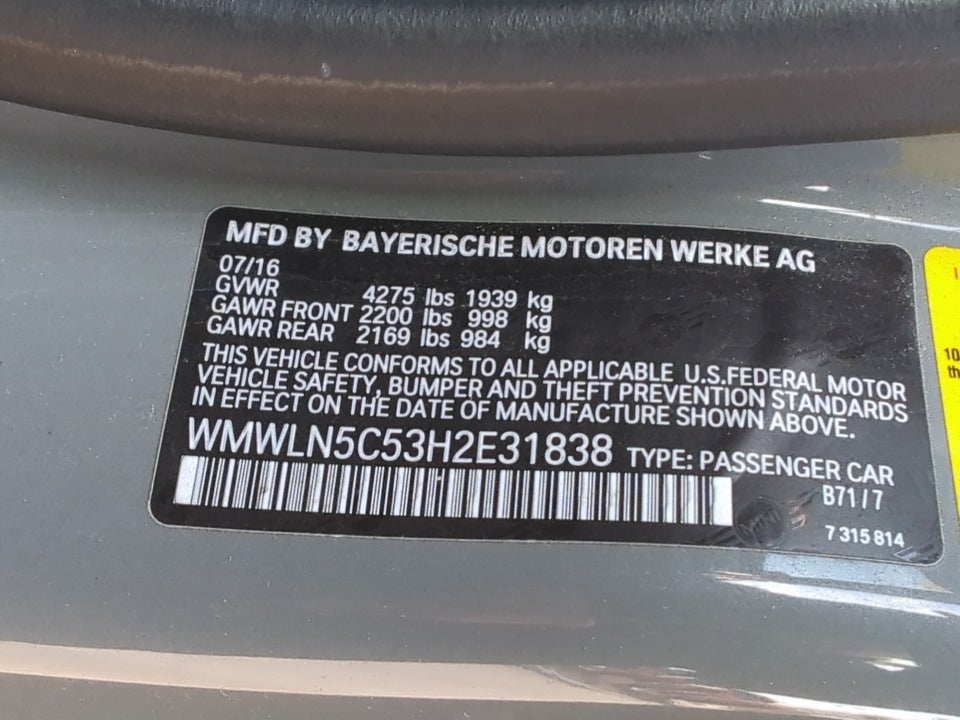 MFD BY BAYERISCHE MOTOREN WERKE AG
07/16
GVWR 4275 lbs 1939 kg
GAWR FRONT 2200 lbs 998 kg
GAWR REAR 2169 lbs 984 kg
THIS VEHICLE CONFORMS TO ALL APPLICABLE U.S.FEDERAL MOTOR
VEHICLE SAFETY, BUMPER AND THEFT PREVENTION STANDARDS
IN EFFECT ON THE DATE OF MANUFACTURE SHOWN ABOVE.
WMWLN5C53H2E31838 TYPE: PASSENGER CAR
B71/7
7 315 814
10
th